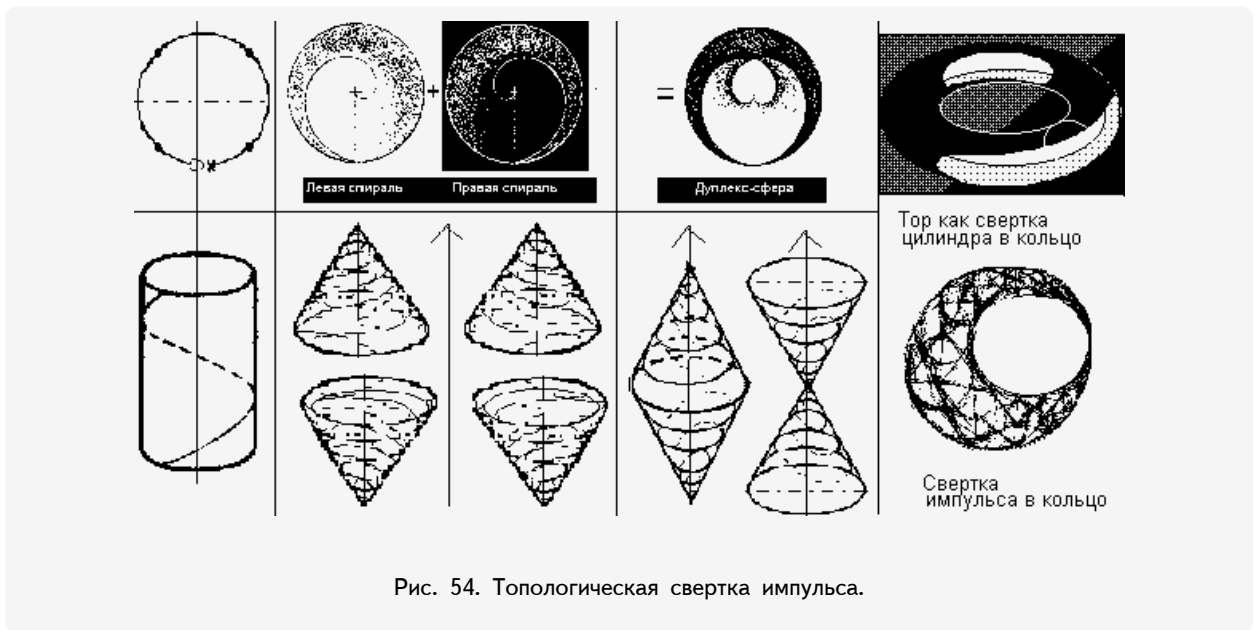 +
=
Левая спираль
Правая спираль
Дуплекс-сфера
Тор как свертка
цилиндра в кольцо
Свертка
импульса в кольцо
Рис. 54. Топологическая свертка импульса.